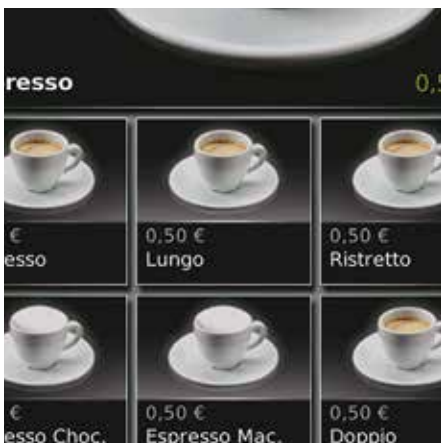 resso 0,5
€ 0,50 € 0,50 €
esso Lungo Ristretto
€ 0,50 € 0,50 €
esso Choc. Espresso Mac. Doppio